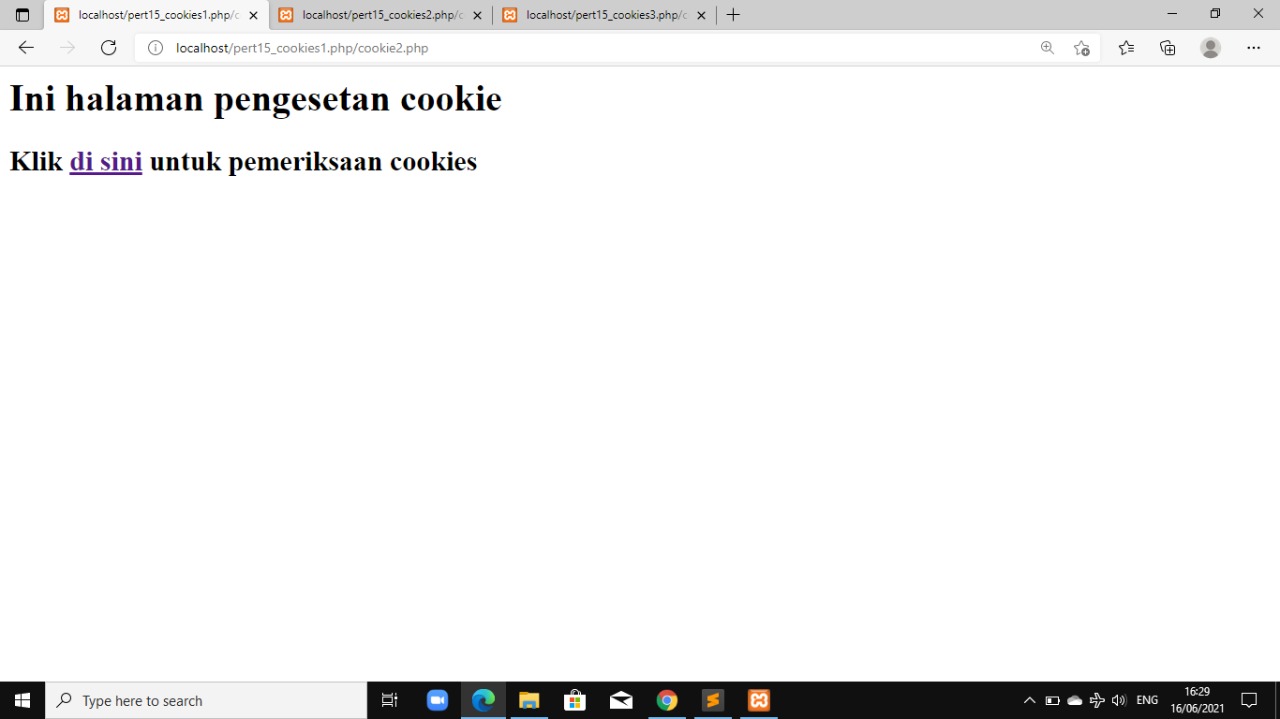 localhost/pert15_cookies1.php/c
localhost/pert15_cookies2.php/c
localhost/pert15_cookies3.php/c
localhost/pert15_cookies1.php/cookie2.php
Ini halaman pengesetan cookie
Klik di sini untuk pemeriksaan cookies
Type here to search
ENG
16:29
16/06/2021